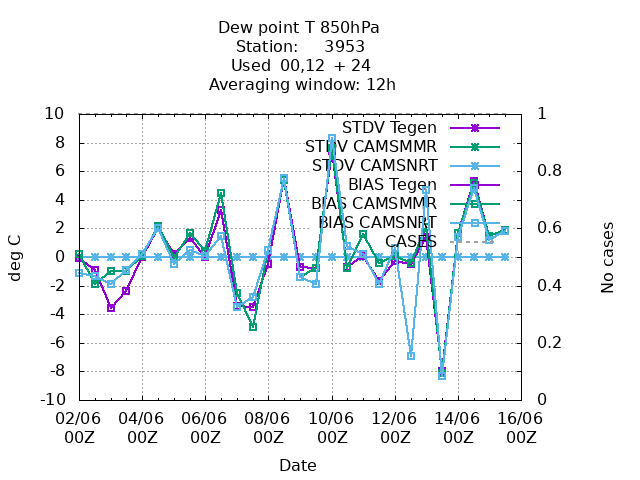 Dew point T 850hPa
Station: 3953
Used 00,12 + 24
Averaging window: 12h
10
8
6
4
2
0
-2
-4
-6
-8
-10
deg C
1
0.8
0.6
0.4
0.2
0
No cases
STDV Tegen
STDV CAMSMMR
STDV CAMSNRT
BIAS Tegen
BIAS CAMSMMR
BIAS CAMSNRT
CASES
02/06 04/06 06/06 08/06 10/06 12/06 14/06 16/06
00Z 00Z 00Z 00Z 00Z 00Z 00Z 00Z
Date